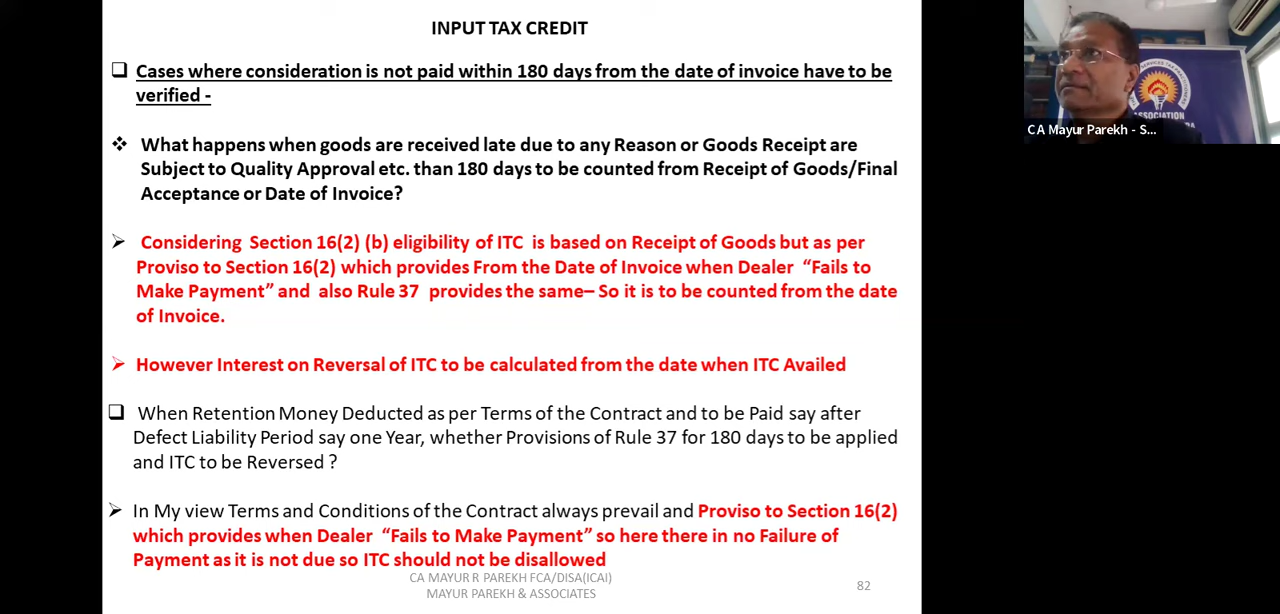 INPUT TAX CREDIT
❑ Cases where consideration is not paid within 180 days from the date of invoice have to be
verified -
❖ What happens when goods are received late due to any Reason or Goods Receipt are
Subject to Quality Approval etc. than 180 days to be counted from Receipt of Goods/Final
Acceptance or Date of Invoice?
➢ Considering Section 16(2) (b) eligibility of ITC is based on Receipt of Goods but as per
Proviso to Section 16(2) which provides From the Date of Invoice when Dealer “Fails to
Make Payment” and also Rule 37 provides the same– So it is to be counted from the date
of Invoice.
➢ However Interest on Reversal of ITC to be calculated from the date when ITC Availed
❑ When Retention Money Deducted as per Terms of the Contract and to be Paid say after
Defect Liability Period say one Year, whether Provisions of Rule 37 for 180 days to be applied
and ITC to be Reversed ?
➢ In My view Terms and Conditions of the Contract always prevail and Proviso to Section 16(2)
which provides when Dealer “Fails to Make Payment” so here there in no Failure of
Payment as it is not due so ITC should not be disallowed
CA MAYUR R PAREKH FCA/DISA(ICAI)
MAYUR PAREKH & ASSOCIATES
82
ASSOCIATION
C A Mayur Parekh - S...